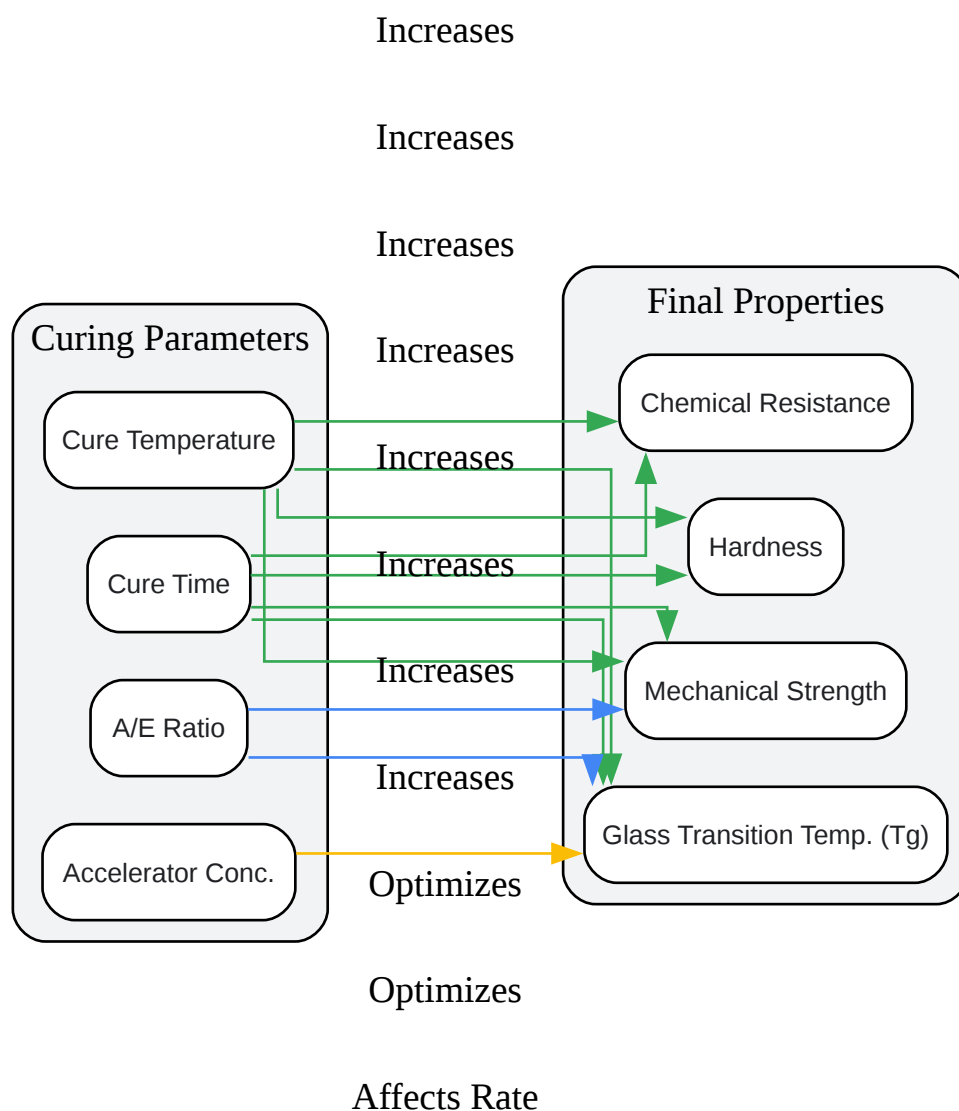 Increases
Increases
Increases
Increases
Increases
Increases
Increases
Increases
Optimizes
Optimizes
Affects Rate
Curing Parameters
Cure Temperature
Cure Time
A/E Ratio
Accelerator Conc.
Final Properties
Chemical Resistance
Hardness
Mechanical Strength
Glass Transition Temp. (Tg)